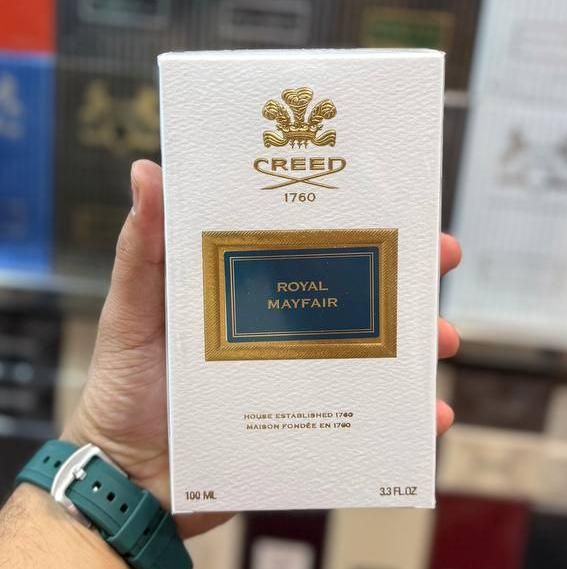 CREED
1760
ROYAL
MAYFAIR
HOUSE ESTABLISHED 1760
MAISON FONDÉE EN 1760
100 ML
3.3 FL.OZ